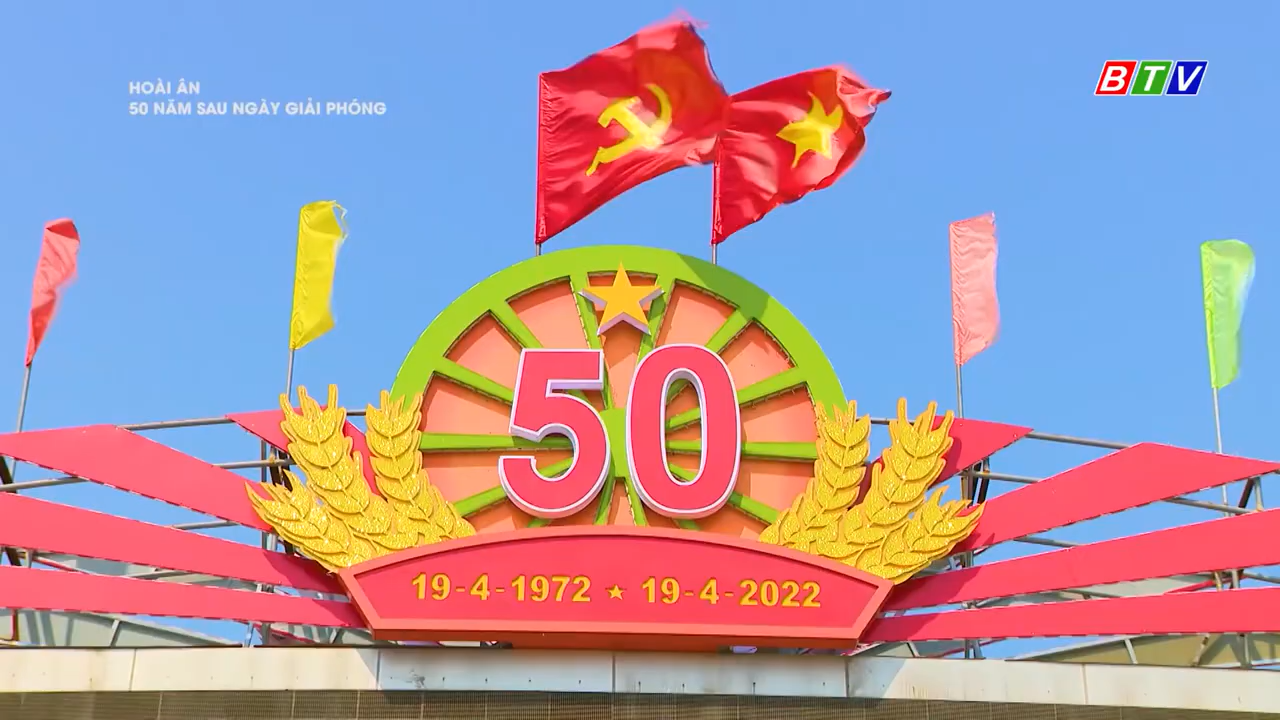 HOÀI ÂN
50 NĂM SAU NGÀY GIẢI PHÓNG
BTV
50
19-4-1972 ★ 19-4-2022